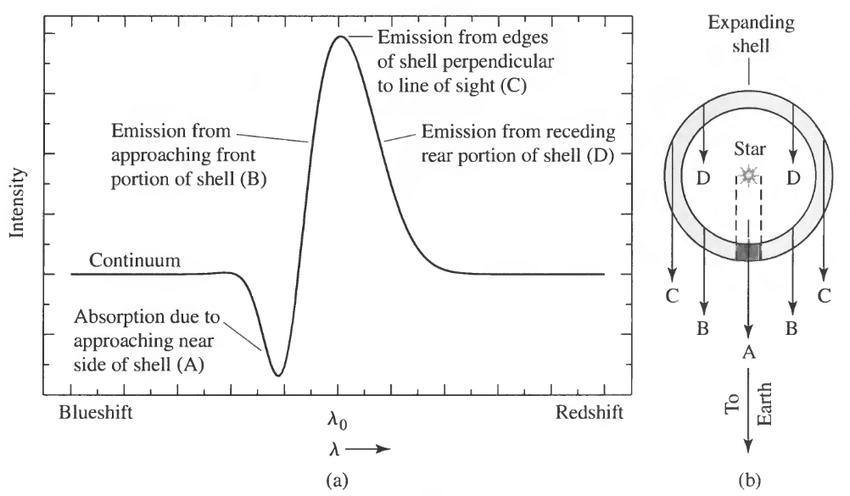 Emission from edges
of shell perpendicular
to line of sight (C)
Emission from
approaching front
portion of shell (B)
Emission from receding
rear portion of shell (D)
Intensity
Continuum
Absorption due to
approaching near
side of shell (A)
Blueshift
λ0
Redshift
λ
(a)
Expanding
shell
Star
D
D
C
C
B
B
A
To
Earth
(b)